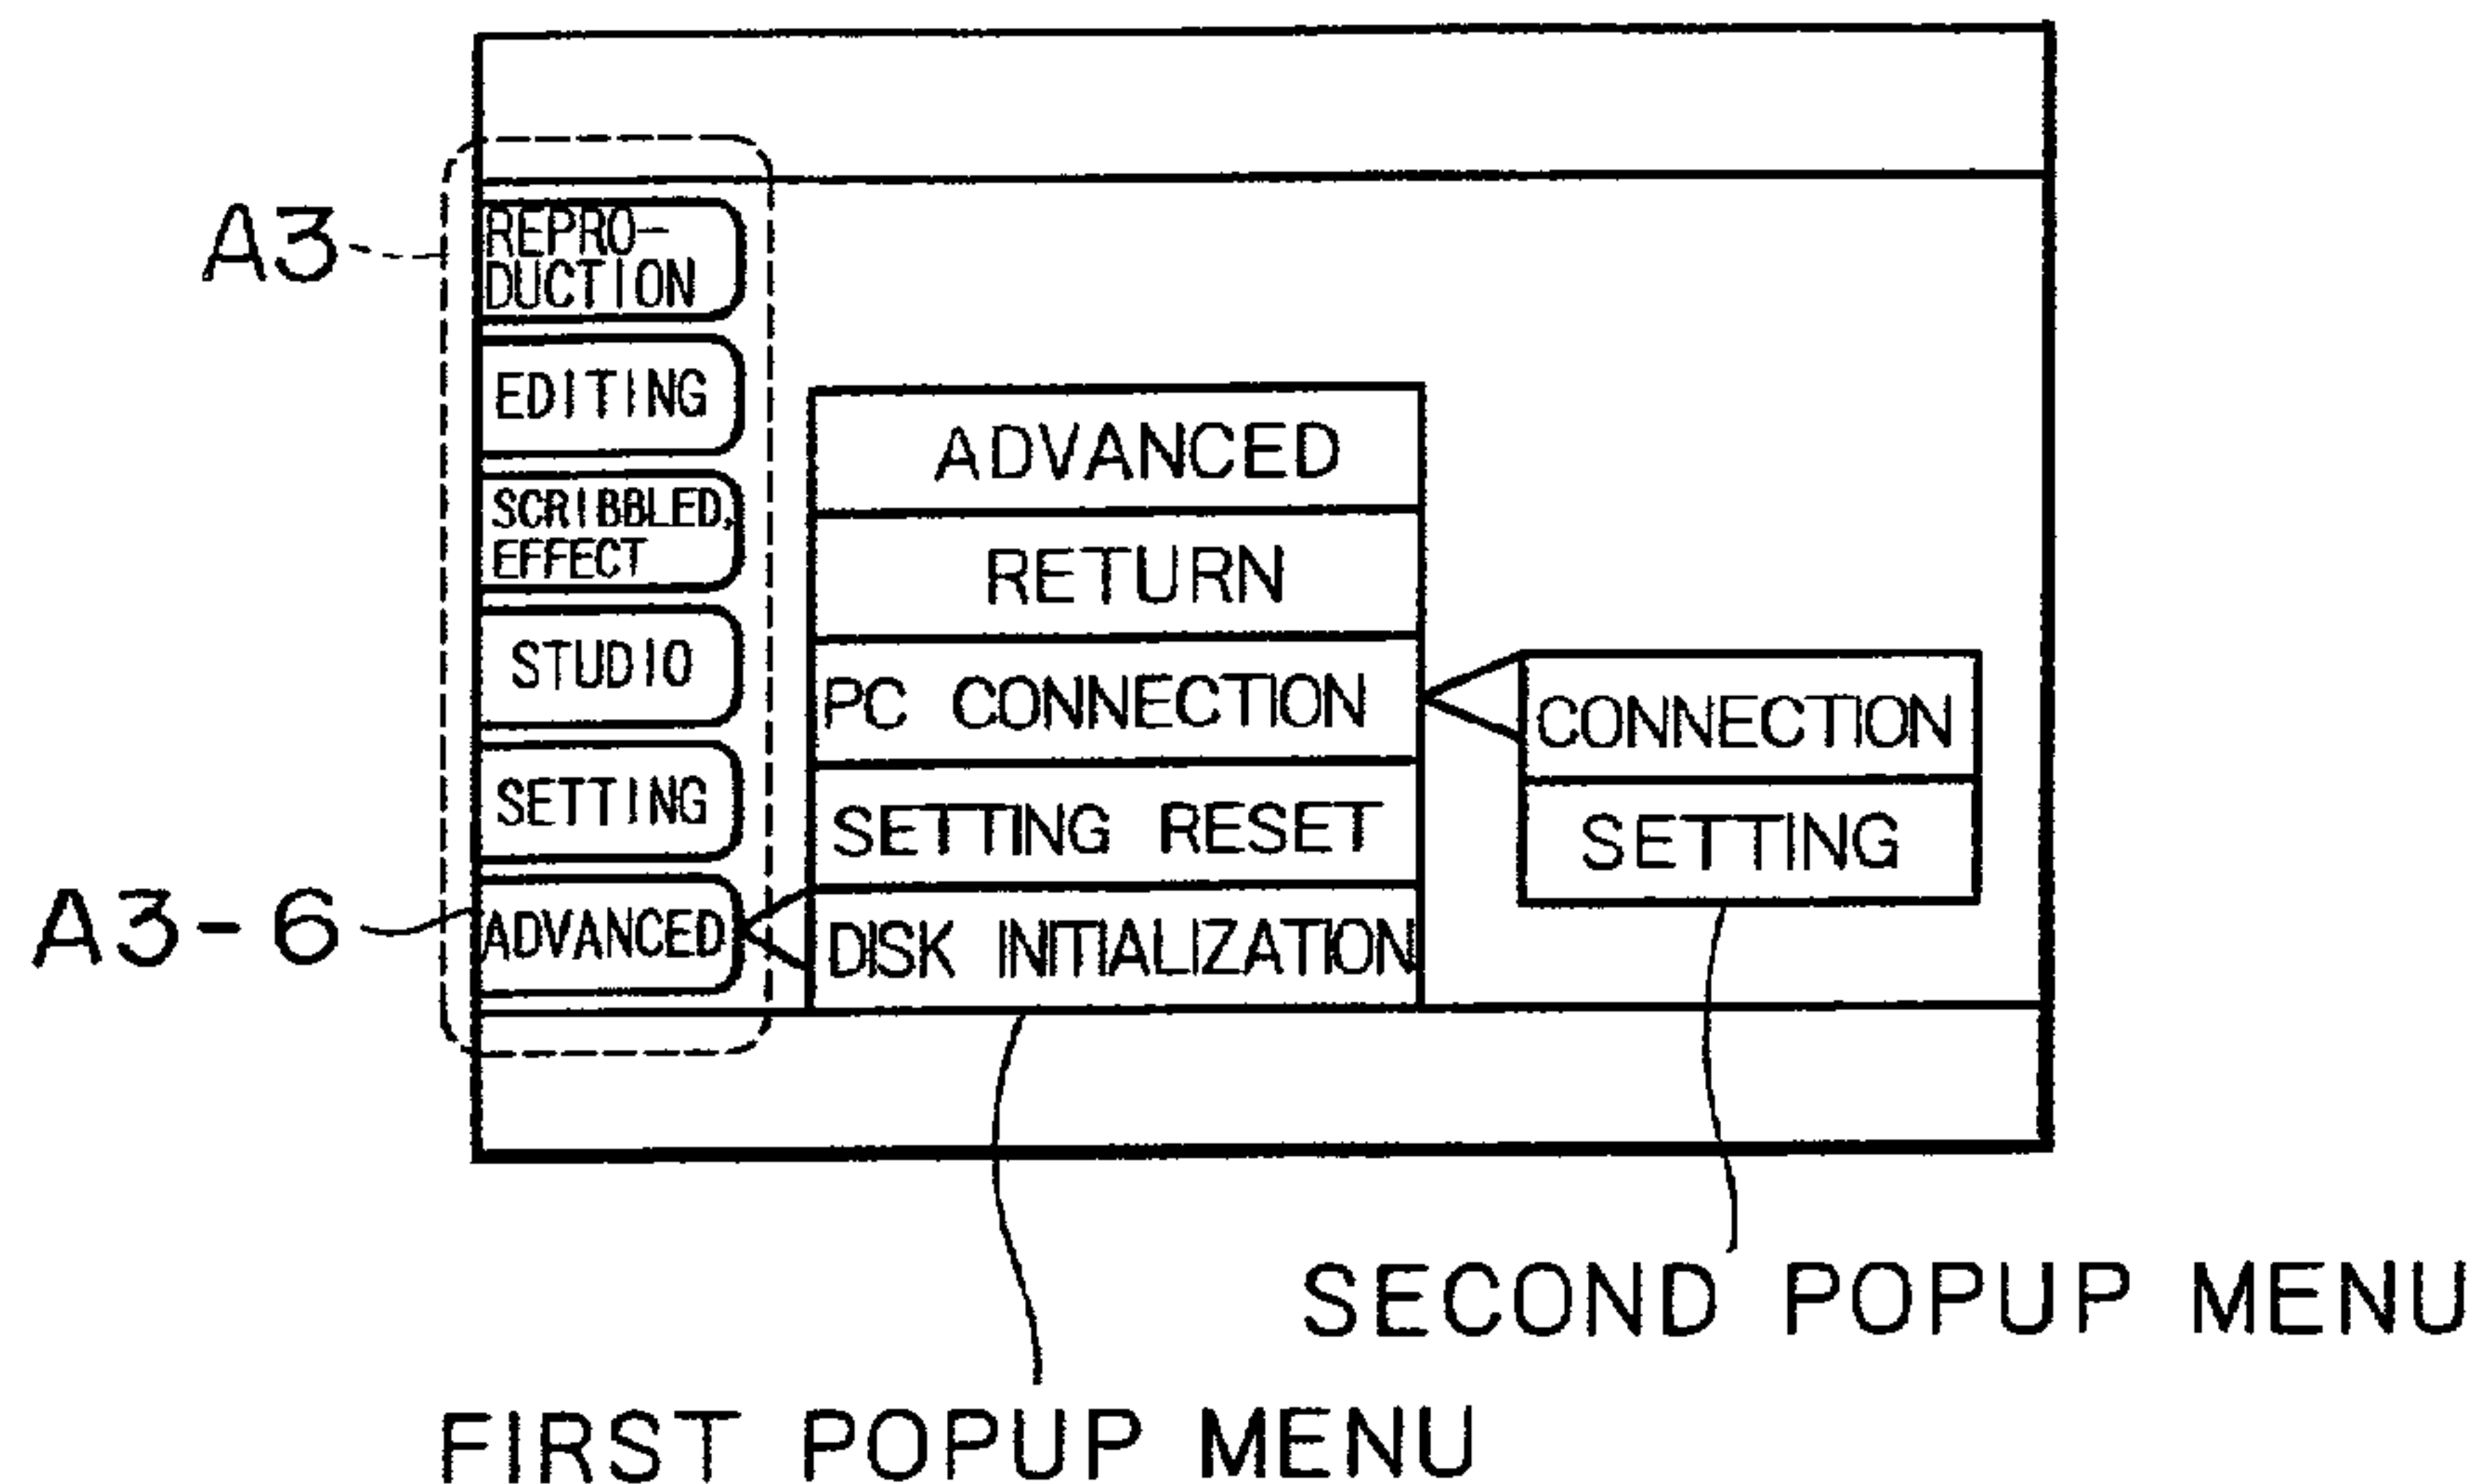 A3
REPRO-
DUCTION
EDITING
SCRIBBLED,
EFFECT
STUDIO
SETTING
A3-6
ADVANCED
ADVANCED
RETURN
PC CONNECTION
SETTING RESET
DISK INITIALIZATION
CONNECTION
SETTING
SECOND POPUP MENU
FIRST POPUP MENU